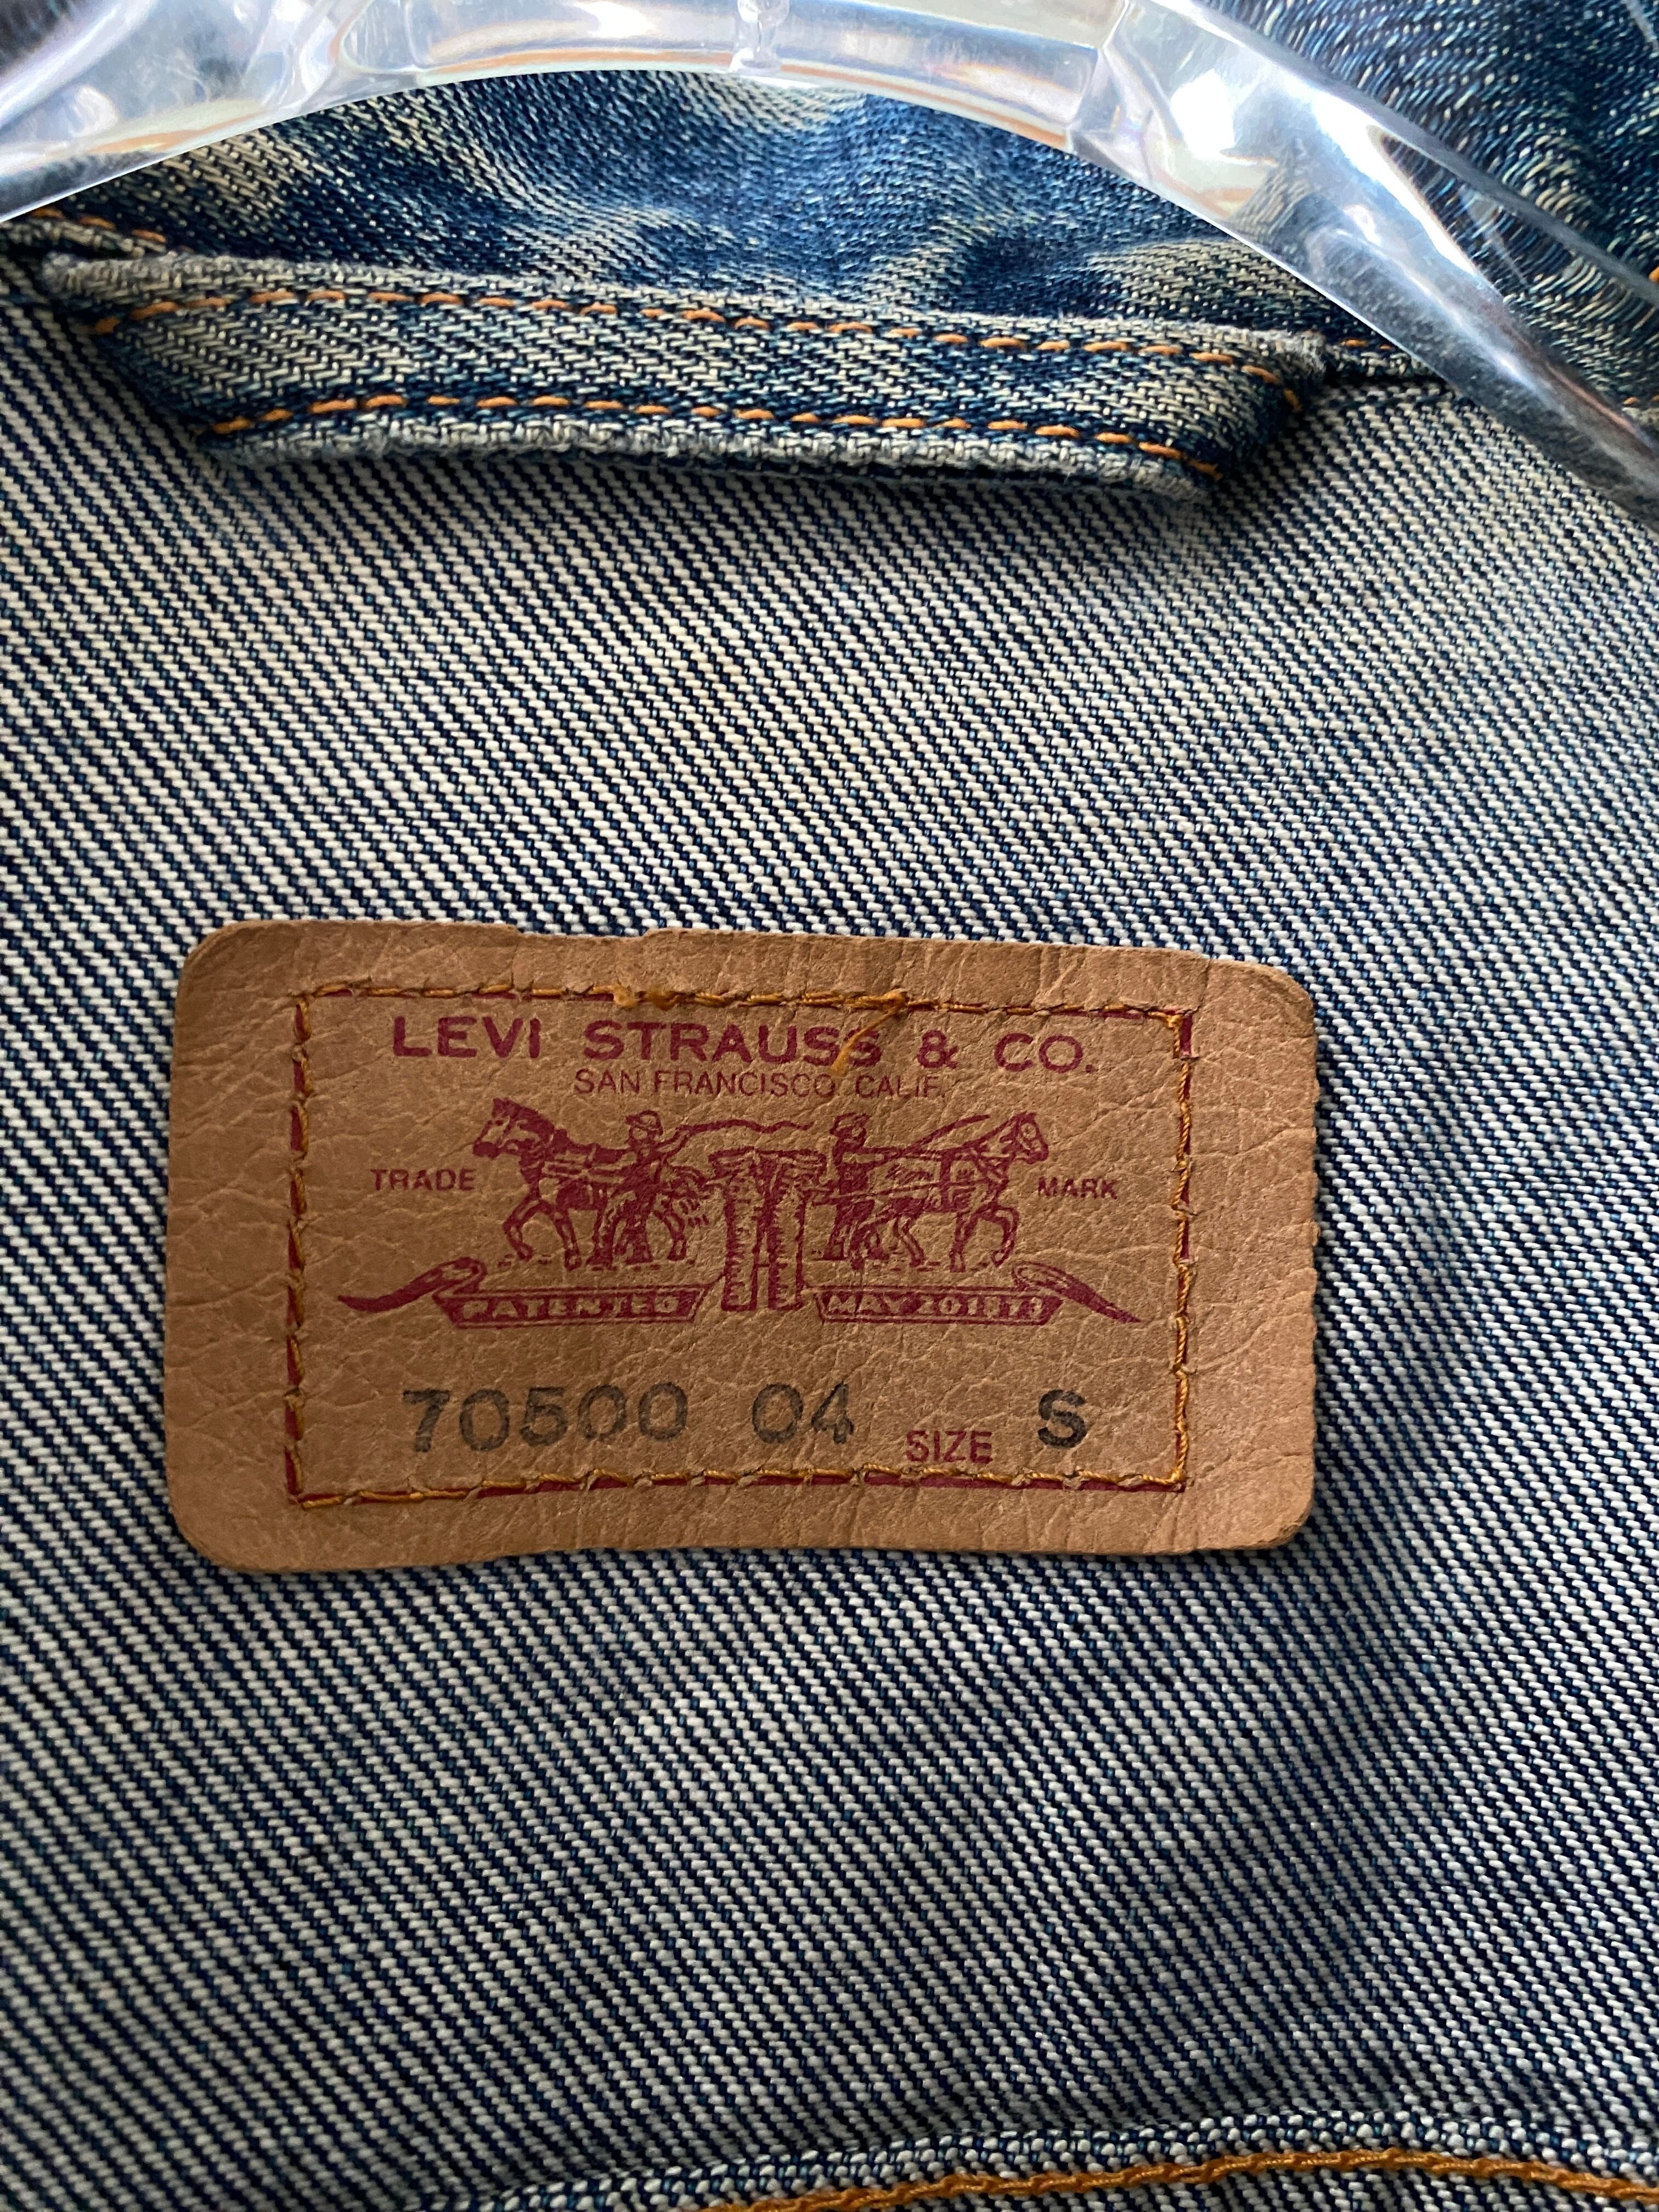 LEVI STRAUSS & CO.
SAN FRANCISCO, CALIF.
TRADE MARK
PATENTED MAY 20 1873
70500 04 SIZE S